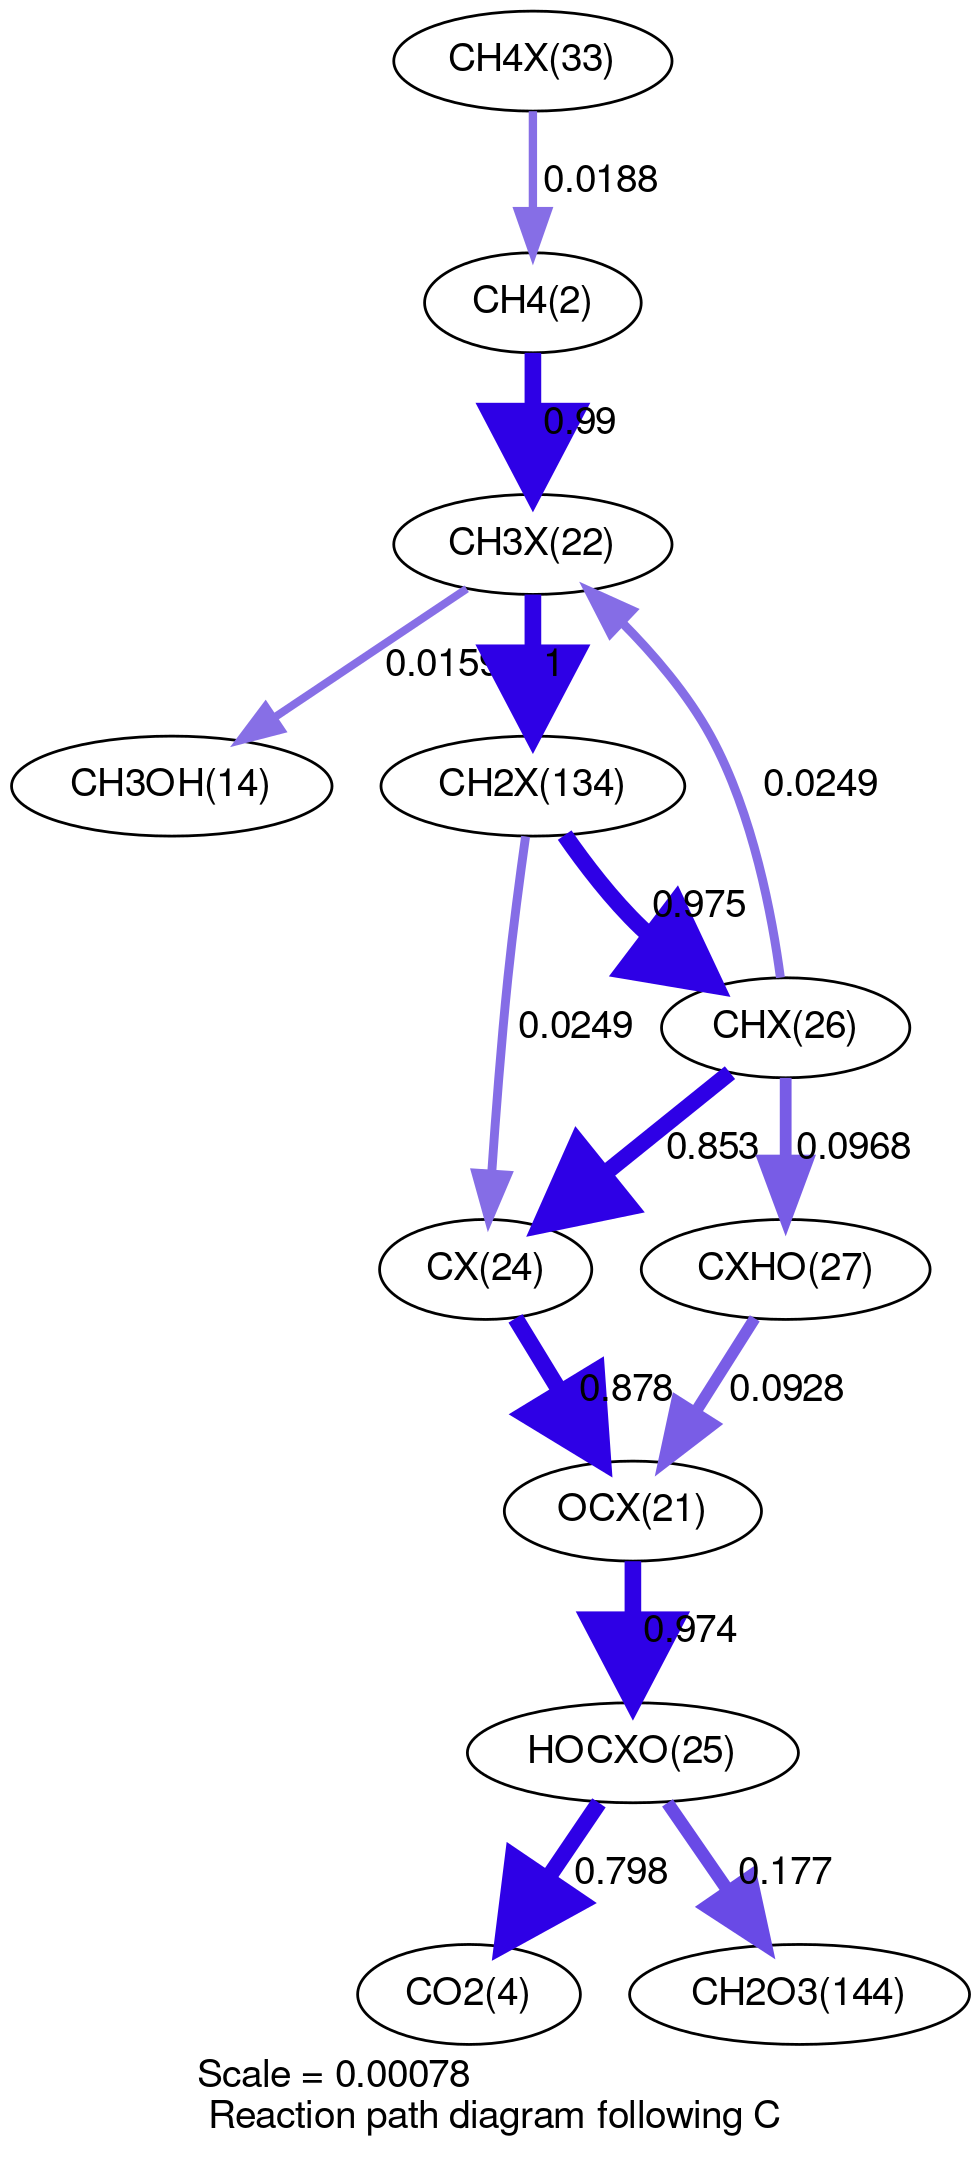 CH4X(33)
0.0188
CH4(2)
0.99
CH3X(22)
0.0159
1
0.0249
CH3OH(14)
CH2X(134)
0.975
0.0249
CHX(26)
0.853
0.0968
CX(24)
CXHO(27)
0.878
0.0928
OCX(21)
0.974
HOCXO(25)
0.798
0.177
CO2(4)
CH2O3(144)
Scale = 0.00078
Reaction path diagram following C